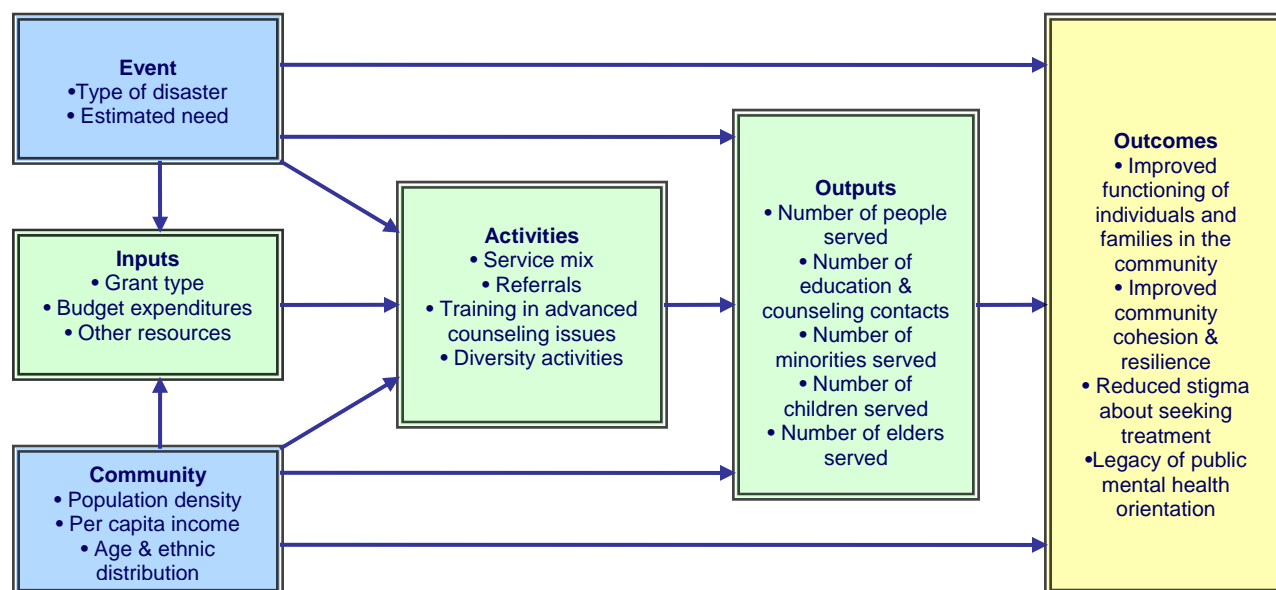 Event
•Type of disaster
• Estimated need
Inputs
• Grant type
• Budget expenditures
• Other resources
Community
• Population density
• Per capita income
• Age & ethnic
distribution
Activities
• Service mix
• Referrals
• Training in advanced
counseling issues
• Diversity activities
Outputs
• Number of people
served
• Number of
education &
counseling contacts
• Number of
minorities served
• Number of
children served
• Number of elders
served
Outcomes
• Improved
functioning of
individuals and
families in the
community
• Improved
community
cohesion &
resilience
• Reduced stigma
about seeking
treatment
•Legacy of public
mental health
orientation